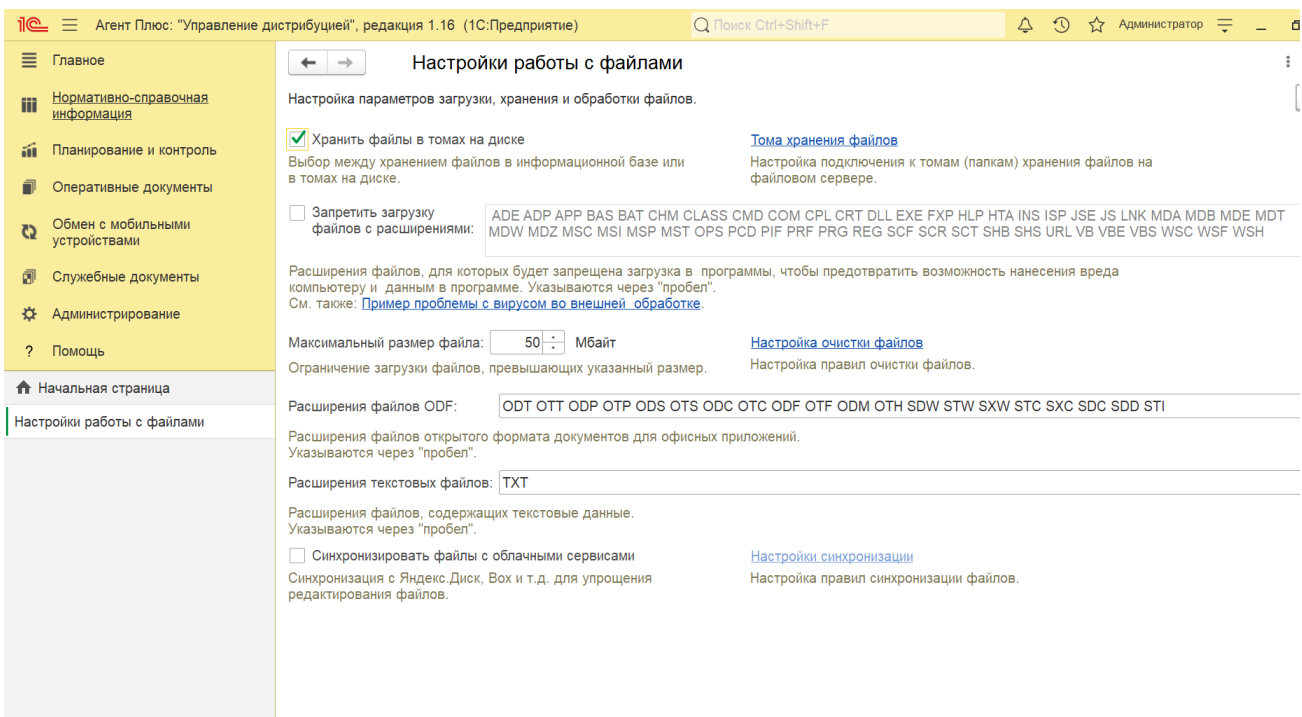 1С Агент Плюс: "Управление дистрибуцией", редакция 1.16 (1С:Предприятие) Поиск Ctrl+Shift+F Администратор
Главное
Нормативно-справочная
информация
Планирование и контроль
Оперативные документы
Обмен с мобильными
устройствами
Служебные документы
Администрирование
? Помощь
Начальная страница
Настройки работы с файлами
Настройки работы с файлами
Настройка параметров загрузки, хранения и обработки файлов.
Хранить файлы в томах на диске
Выбор между хранением файлов в информационной базе или
в томах на диске.
Тома хранения файлов
Настройка подключения к томам (папкам) хранения файлов на
файловом сервере.
Запретить загрузку
файлов с расширениями:
ADE ADP APP BAS BAT CHM CLASS CMD COM CPL CRT DLL EXE FXP HLP HTA INS ISP JSE JS LNK MDA MDB MDE MDT
MDW MDZ MSC MSI MSP MST OPS PCD PIF PRF PRG REG SCF SCR SCT SHB SHS URL VB VBE VBS WSC WSF WSH
Расширения файлов, для которых будет запрещена загрузка в программы, чтобы предотвратить возможность нанесения вреда
компьютеру и данным в программе. Указываются через "пробел".
См. также: Пример проблемы с вирусом во внешней обработке.
Максимальный размер файла: 50 Мбайт
Ограничение загрузки файлов, превышающих указанный размер.
Настройка очистки файлов
Настройка правил очистки файлов.
Расширения файлов ODF: ODT OTT ODP OTP ODS OTS ODC OTC ODF OTF ODM OTH SDW STW SXW STC SXC SDC SDD STI
Расширения файлов открытого формата документов для офисных приложений.
Указываются через "пробел".
Расширения текстовых файлов: TXT
Расширения файлов, содержащих текстовые данные.
Указываются через "пробел".
Синхронизировать файлы с облачными сервисами
Синхронизация с Яндекс.Диск, Box и т.д. для упрощения
редактирования файлов.
Настройки синхронизации
Настройка правил синхронизации файлов.